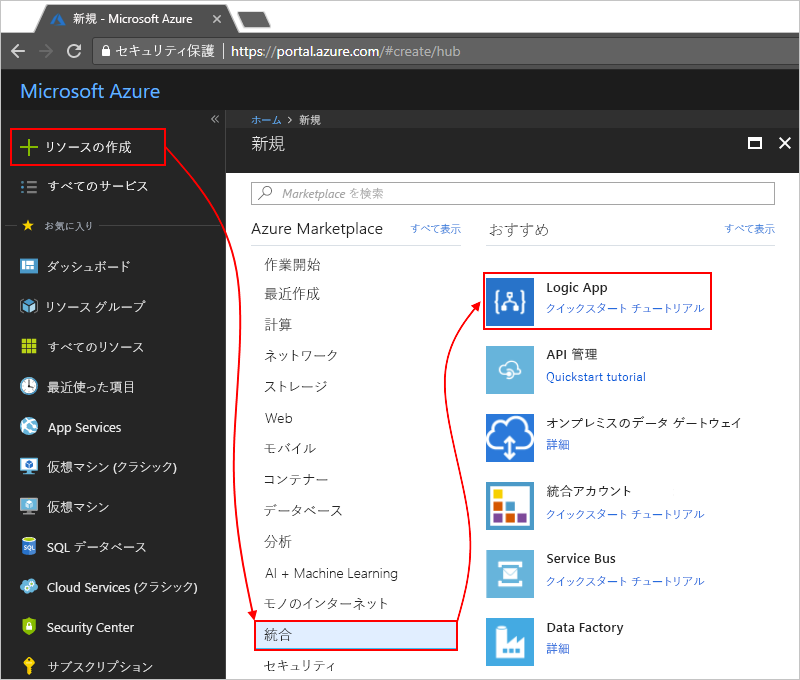 新規 - Microsoft Azure
セキュリティ保護 | https://portal.azure.com/#create/hub
Microsoft Azure
«
リソースの作成
すべてのサービス
お気に入り
ダッシュボード
リソース グループ
すべてのリソース
最近使った項目
App Services
仮想マシン (クラシック)
仮想マシン
SQL データベース
Cloud Services (クラシック)
Security Center
サブスクリプション
ホーム > 新規
新規
Marketplace を検索
Azure Marketplace すべて表示
作業開始
最近作成
計算
ネットワーク
ストレージ
Web
モバイル
コンテナー
データベース
分析
AI + Machine Learning
モノのインターネット
統合
セキュリティ
おすすめ すべて表示
Logic App
クイックスタート チュートリアル
API 管理
Quickstart tutorial
オンプレミスのデータ ゲートウェイ
詳細
統合アカウント
クイックスタート チュートリアル
Service Bus
クイックスタート チュートリアル
Data Factory
詳細